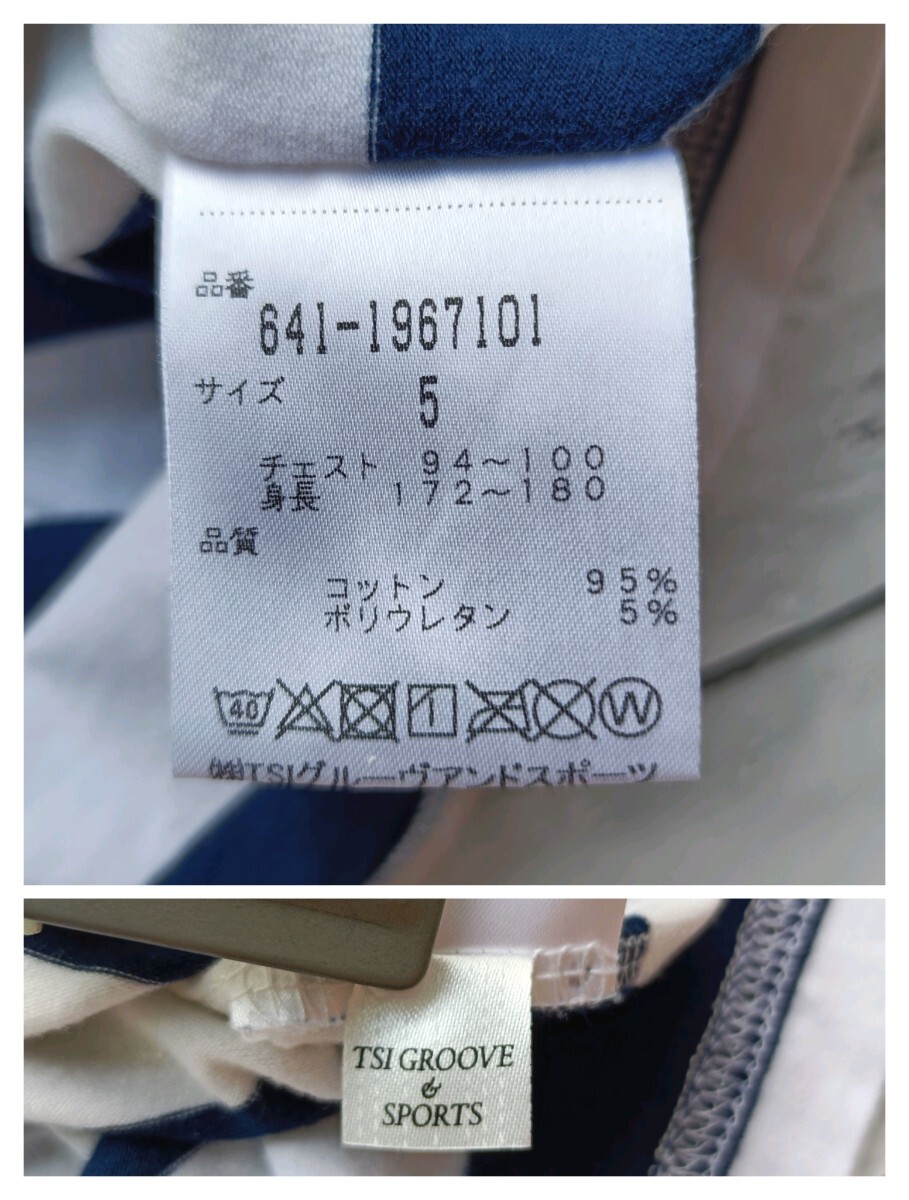 品番
641-1967101
サイズ 5
チェスト 94～100
身長 172～180
品質
コットン 95%
ポリウレタン 5%
40 W
㈱TSIグルーヴアンドスポーツ
TSI GROOVE
&
SPORTS